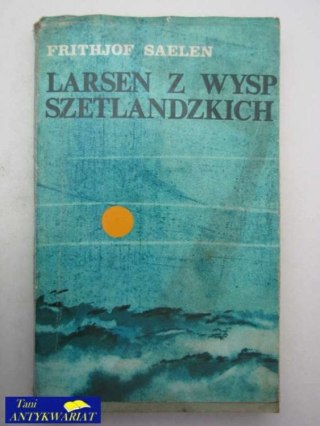 FRITHJOF SAELEN
LARSEN Z WYSP
SZETLANDZKICH
Tani
ANTYKWARIAT